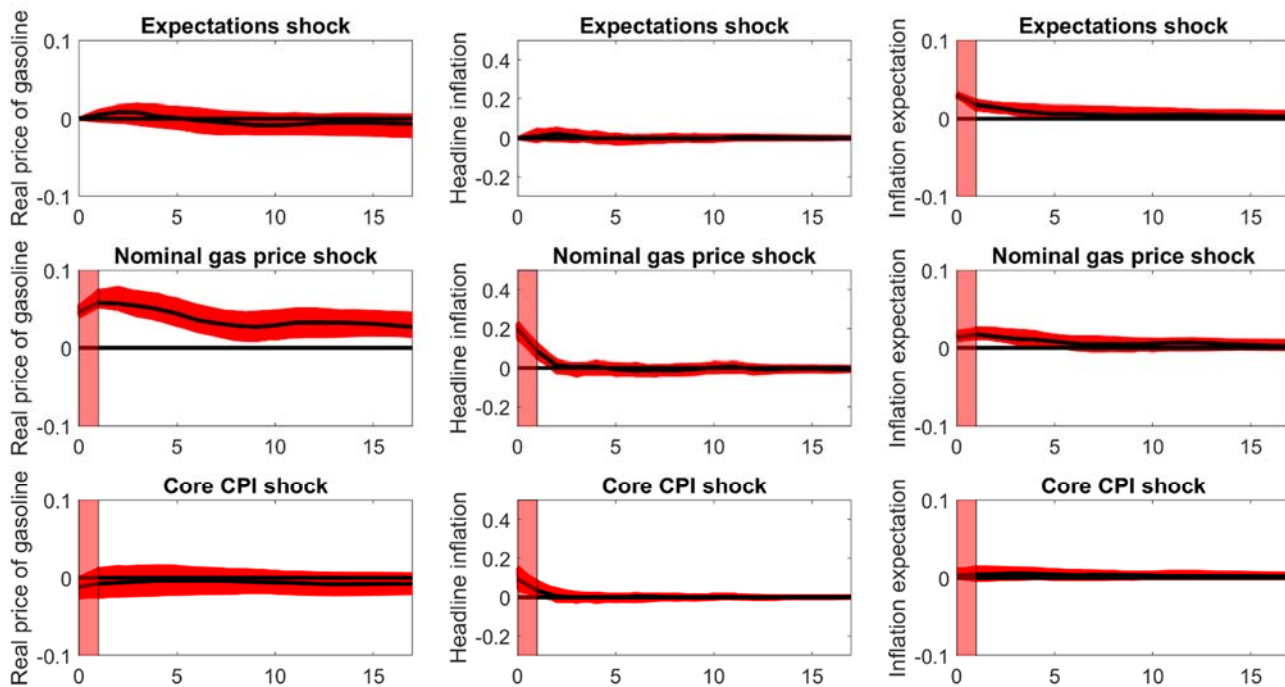 Expectations shock
Real price of gasoline
0.1
0
-0.1
0 5 10 15
Expectations shock
Headline inflation
0.4
0.2
0
-0.2
0 5 10 15
Expectations shock
Inflation expectation
0.1
0
-0.1
0 5 10 15
Nominal gas price shock
Real price of gasoline
0.1
0
-0.1
0 5 10 15
Nominal gas price shock
Headline inflation
0.4
0.2
0
-0.2
0 5 10 15
Nominal gas price shock
Inflation expectation
0.1
0
-0.1
0 5 10 15
Core CPI shock
Real price of gasoline
0.1
0
-0.1
0 5 10 15
Core CPI shock
Headline inflation
0.4
0.2
0
-0.2
0 5 10 15
Core CPI shock
Inflation expectation
0.1
0
-0.1
0 5 10 15